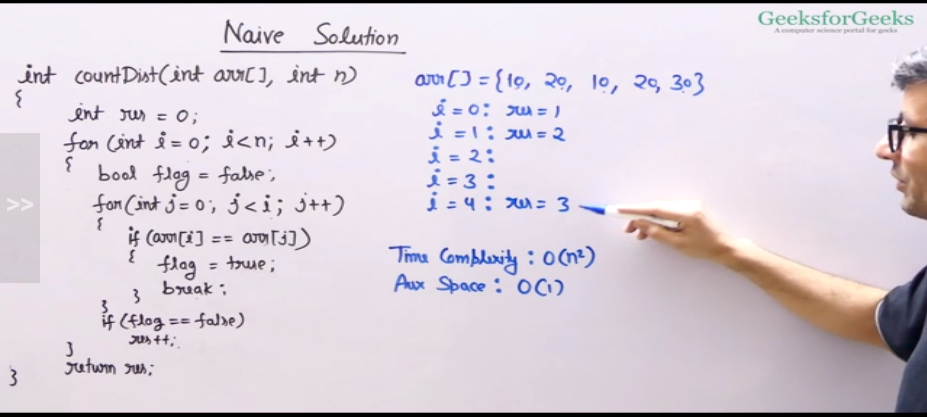 GeeksforGeeks
A computer science portal for geeks
Naive Solution
int countDist(int arr[], int n)
{
int res = 0;
for (int i = 0; i<n; i++)
{
bool flag = false;
for(int j=0; j<i; j++)
{
if (arr[i] == arr[j])
{ flag = true;
} break;
}
if (flag == false)
res++;
}
return res;
}
arr[] = {10, 20, 10, 20, 30}
i = 0: res = 1
i = 1: res = 2
i = 2:
i = 3:
i = 4: res = 3
Time Complexity : O(n²)
Aux Space : O(1)
>>